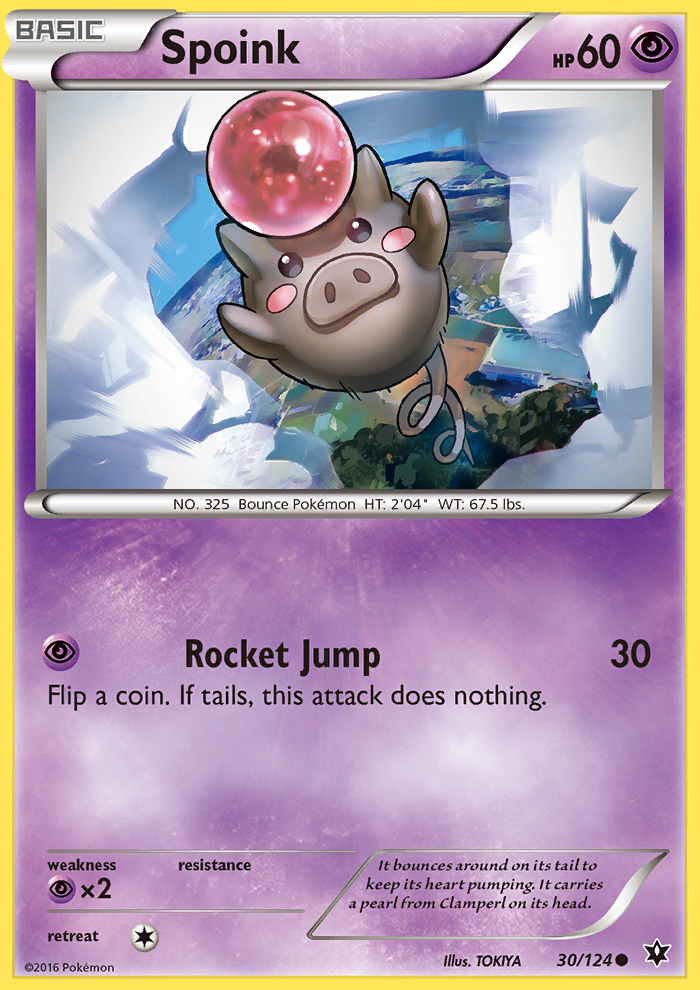 BASIC
Spoink
HP60
NO. 325 Bounce Pokémon HT: 2'04" WT: 67.5 lbs.
Rocket Jump 30
Flip a coin. If tails, this attack does nothing.
weakness resistance
×2
It bounces around on its tail to
keep its heart pumping. It carries
a pearl from Clamperl on its head.
retreat
Illus. TOKIYA 30/124
©2016 Pokémon